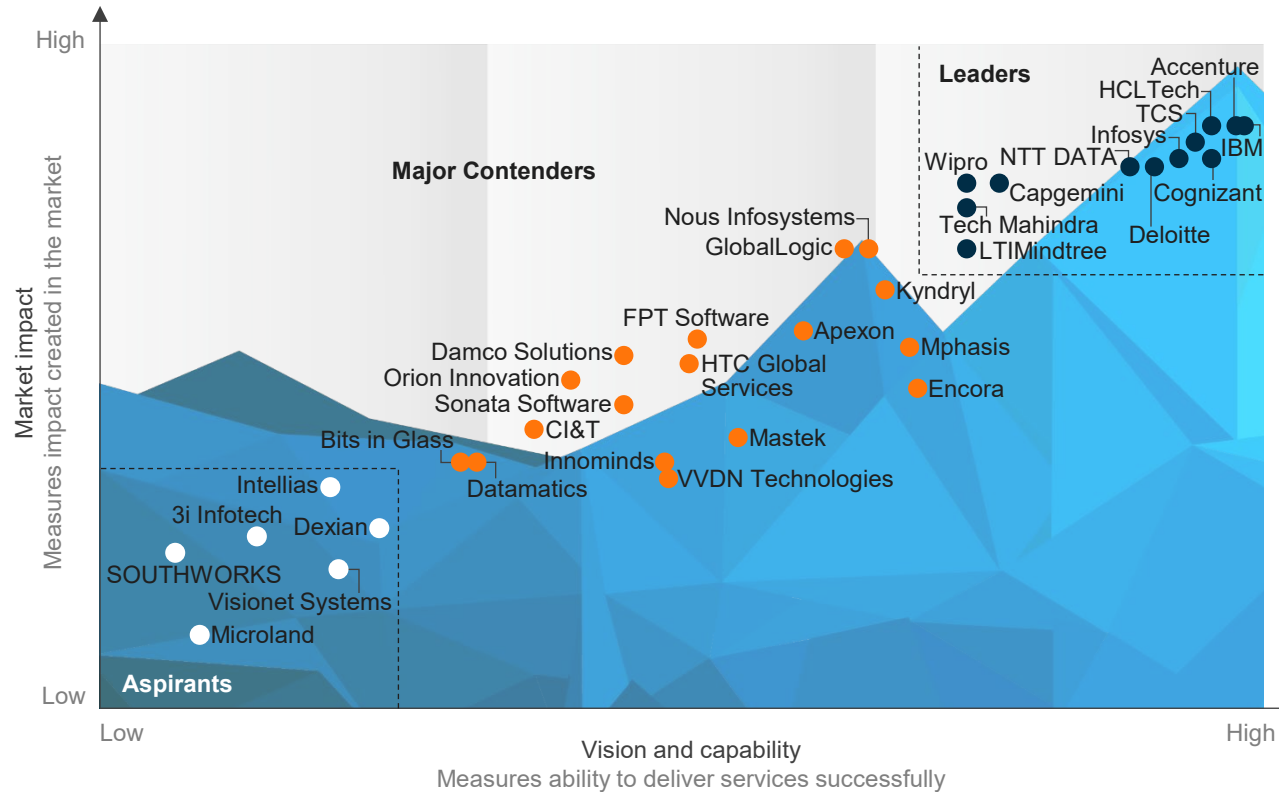 High
Leaders
Accenture
HCLTech
TCS
Infosys
IBM
Wipro
NTT DATA
Major Contenders
Capgemini
Cognizant
Nous Infosystems
Tech Mahindra
Deloitte
GlobalLogic
LTIMindtree
Kyndryl
FPT Software
Apexon
Damco Solutions
Mphasis
HTC Global
Services
Orion Innovation
Encora
Sonata Software
CI&T
Bits in Glass
Mastek
Innominds
Datamatics
VVDN Technologies
Intellias
3i Infotech
Dexian
SOUTHWORKS
Visionet Systems
Microland
Aspirants
Market impact
Measures impact created in the market
Low
Low
High
Vision and capability
Measures ability to deliver services successfully